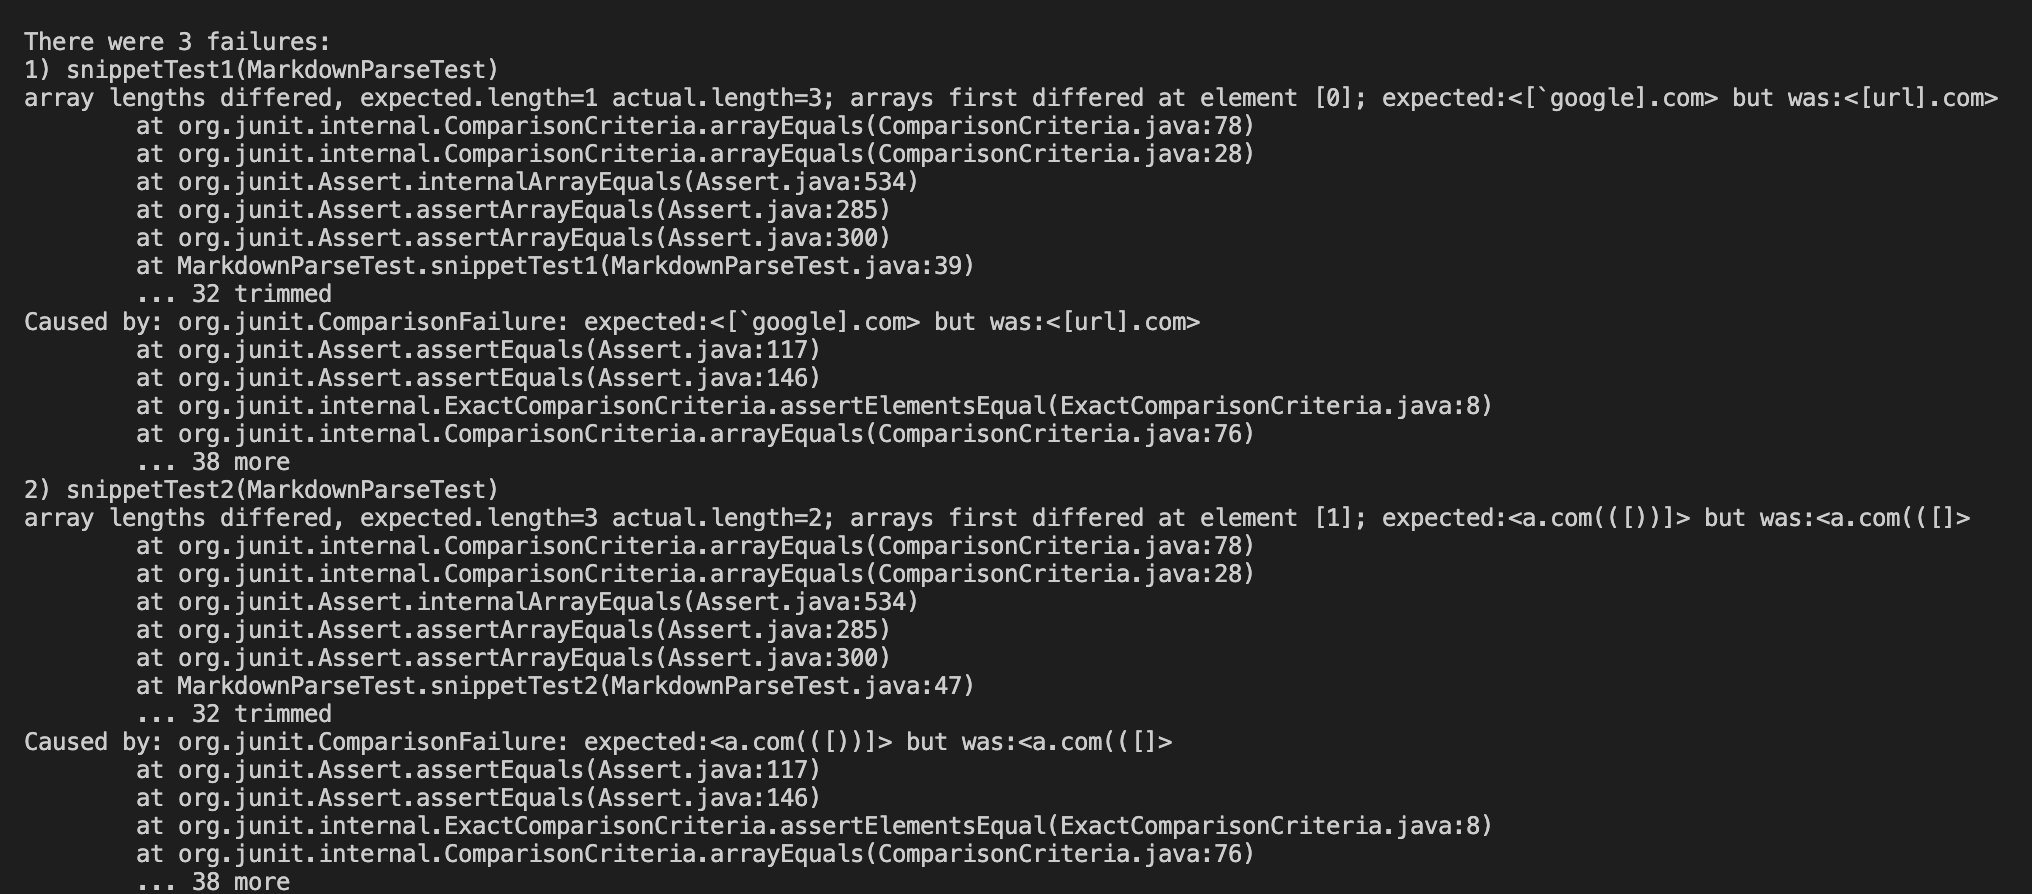 There were 3 failures:
1) snippetTest1(MarkdownParseTest)
array lengths differed, expected.length=1 actual.length=3; arrays first differed at element [0]; expected:<[`google].com> but was:<[url].com>
at org.junit.internal.ComparisonCriteria.arrayEquals(ComparisonCriteria.java:78)
at org.junit.internal.ComparisonCriteria.arrayEquals(ComparisonCriteria.java:28)
at org.junit.Assert.internalArrayEquals(Assert.java:534)
at org.junit.Assert.assertArrayEquals(Assert.java:285)
at org.junit.Assert.assertArrayEquals(Assert.java:300)
at MarkdownParseTest.snippetTest1(MarkdownParseTest.java:39)
... 32 trimmed
Caused by: org.junit.ComparisonFailure: expected:<[`google].com> but was:<[url].com>
at org.junit.Assert.assertEquals(Assert.java:117)
at org.junit.Assert.assertEquals(Assert.java:146)
at org.junit.internal.ExactComparisonCriteria.assertElementsEqual(ExactComparisonCriteria.java:8)
at org.junit.internal.ComparisonCriteria.arrayEquals(ComparisonCriteria.java:76)
... 38 more
2) snippetTest2(MarkdownParseTest)
array lengths differed, expected.length=3 actual.length=2; arrays first differed at element [1]; expected:<a.com(([))]> but was:<a.com(([]>
at org.junit.internal.ComparisonCriteria.arrayEquals(ComparisonCriteria.java:78)
at org.junit.internal.ComparisonCriteria.arrayEquals(ComparisonCriteria.java:28)
at org.junit.Assert.internalArrayEquals(Assert.java:534)
at org.junit.Assert.assertArrayEquals(Assert.java:285)
at org.junit.Assert.assertArrayEquals(Assert.java:300)
at MarkdownParseTest.snippetTest2(MarkdownParseTest.java:47)
... 32 trimmed
Caused by: org.junit.ComparisonFailure: expected:<a.com(([))]> but was:<a.com(([]>
at org.junit.Assert.assertEquals(Assert.java:117)
at org.junit.Assert.assertEquals(Assert.java:146)
at org.junit.internal.ExactComparisonCriteria.assertElementsEqual(ExactComparisonCriteria.java:8)
at org.junit.internal.ComparisonCriteria.arrayEquals(ComparisonCriteria.java:76)
... 38 more